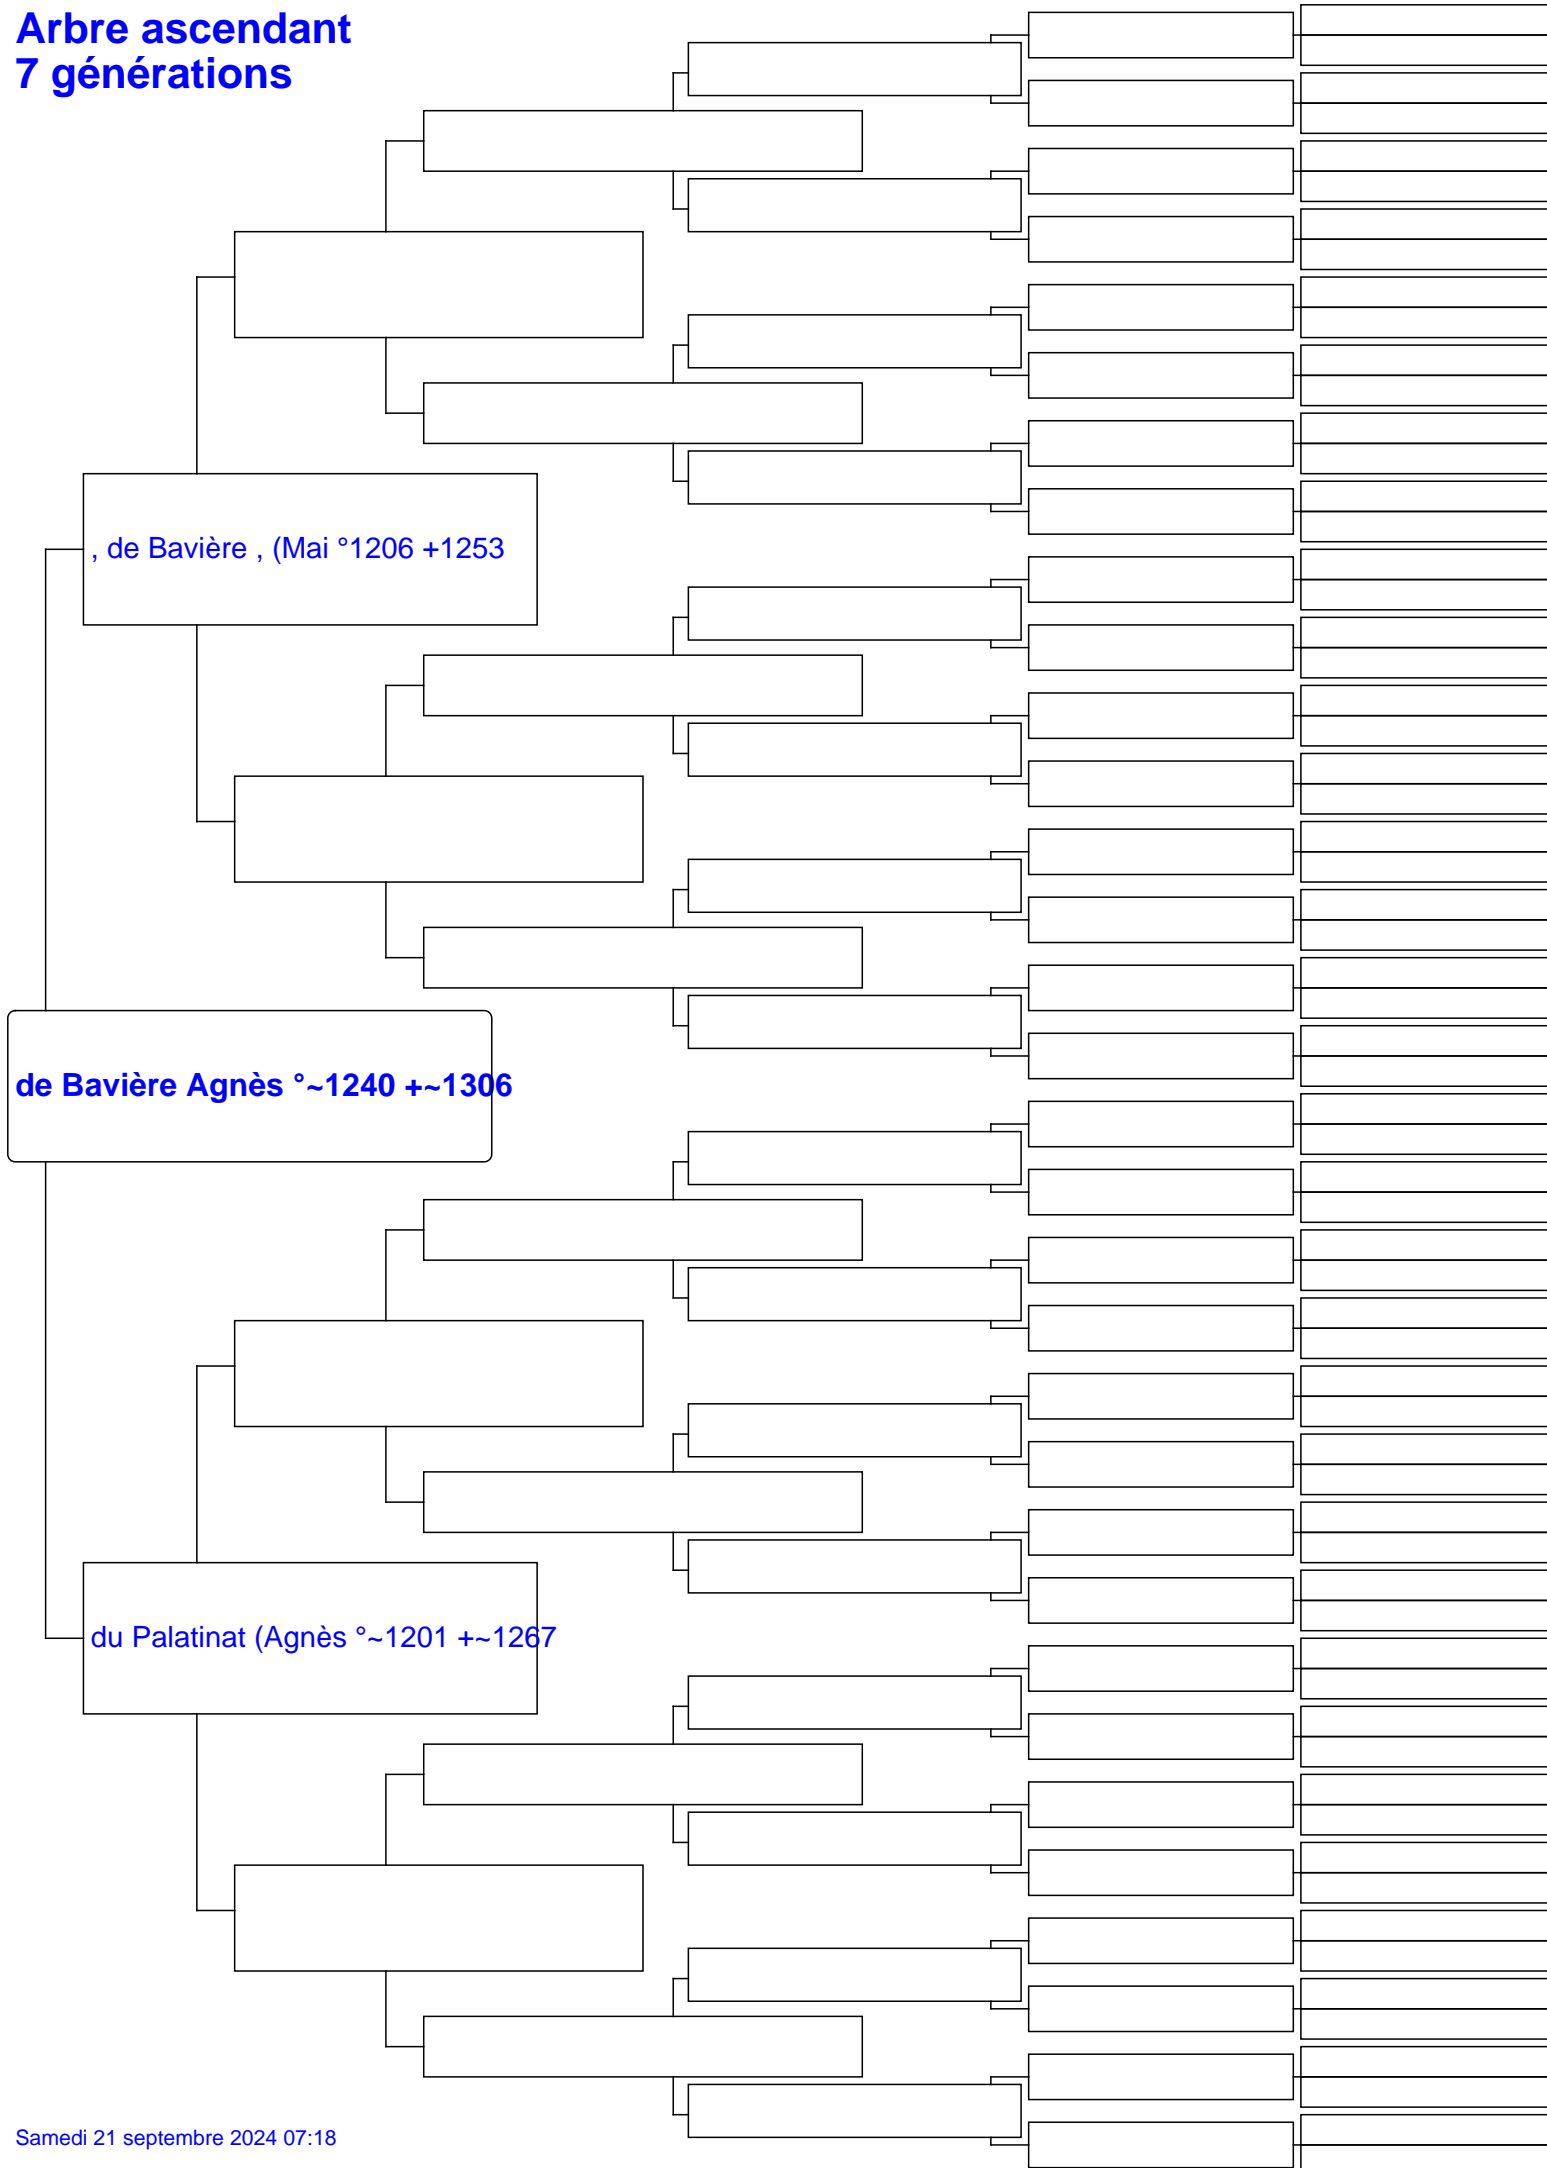 Arbre ascendant
7 générations
, de Bavière , (Mai °1206 +1253
de Bavière Agnès °~1240 +~1306
du Palatinat (Agnès °~1201 +~1267
Samedi 21 septembre 2024 07:18